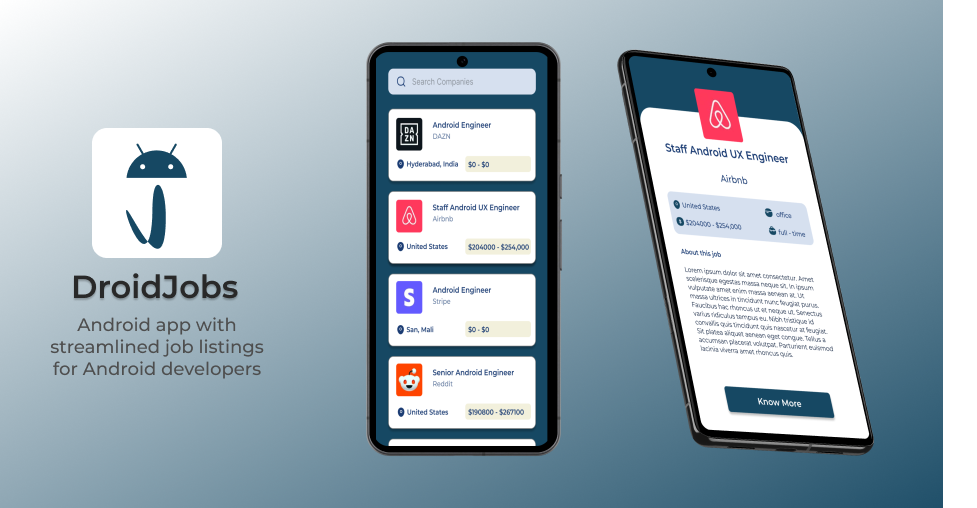 DroidJobs
Android app with
streamlined job listings
for Android developers
Search Companies
DA
ZN
Android Engineer
DAZN
Hyderabad, India
$0 - $0
Staff Android UX Engineer
Airbnb
United States
$204000 - $254,000
S
Android Engineer
Stripe
San, Mali
$0 - $0
Senior Android Engineer
Reddit
United States
$190800 - $267100
Staff Android UX Engineer
Airbnb
United States
office
$204000 - $254,000
full - time
About this job
Lorem ipsum dolor sit amet consectetur. Amet
scelerisque egestas massa neque sit, in ipsum
vulputate amet enim massa aenean at. Ut
massa ultrices in tincidunt nunc feugiat purus.
Faucibus hac rhoncus ut et neque ut. Senectus
varius ridiculus tempus eu. Nibh tristique id
convallis quis tincidunt quis nascetur at feugiat.
Sit platea aliquet aenean eget congue. Tellus a
accumsan placerat volutpat. Parturient euismod
lacinia viverra amet rhoncus quis.
Know More